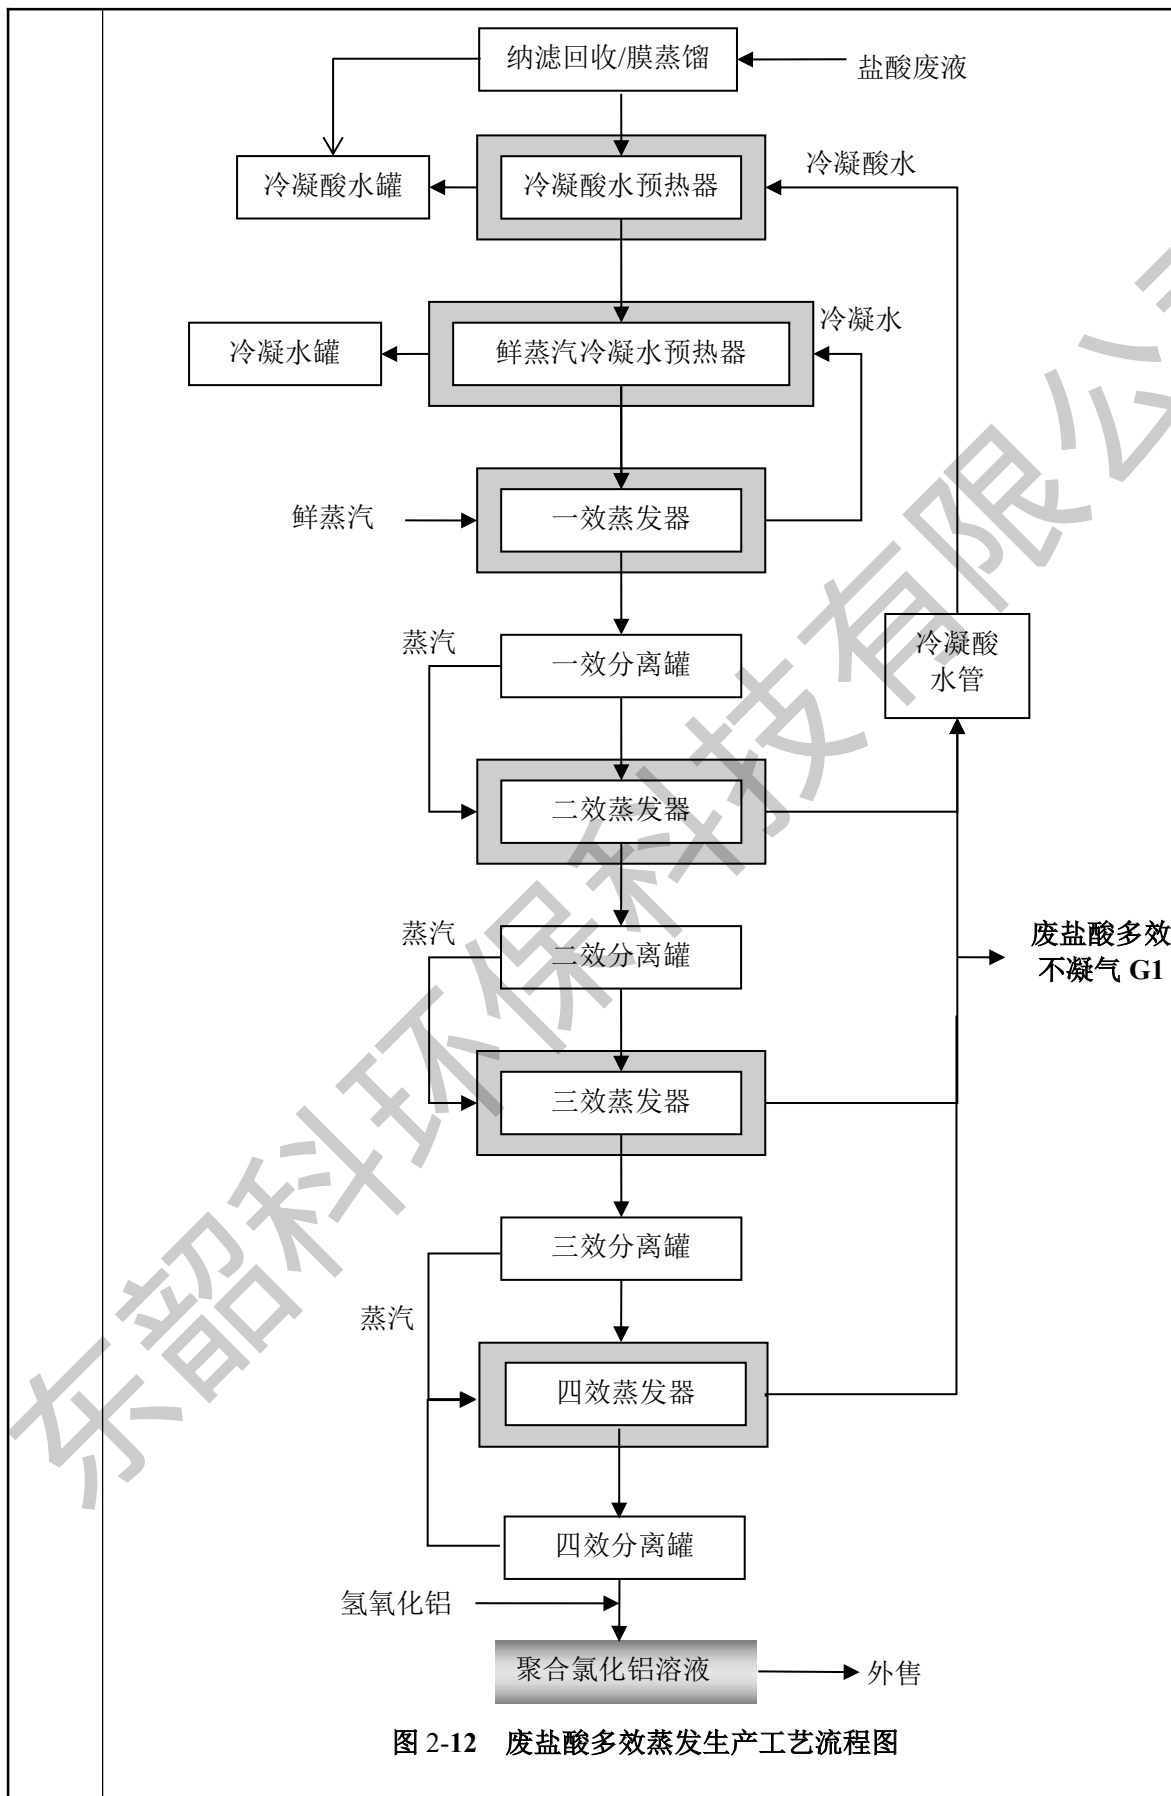 纳滤回收/膜蒸馏
盐酸废液
冷凝酸水
冷凝酸水罐
冷凝酸水预热器
冷凝水
冷凝水罐
鲜蒸汽冷凝水预热器
鲜蒸汽
一效蒸发器
蒸汽
一效分离罐
冷凝酸
水管
二效蒸发器
蒸汽
二效分离罐
废盐酸多效
不凝气 G1
三效蒸发器
三效分离罐
蒸汽
四效蒸发器
四效分离罐
氢氧化铝
聚合氯化铝溶液
外售
图 2-12 废盐酸多效蒸发生产工艺流程图
东韶科环保科技有限公司